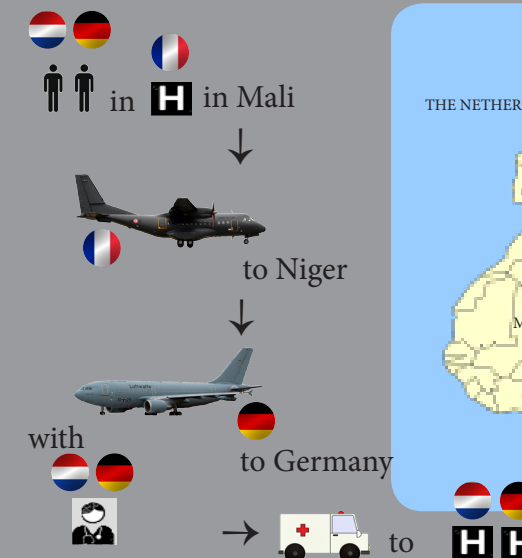 in H in Mali
THE NETHER
to Niger
Luftwaffe
with
to Germany
to
H H